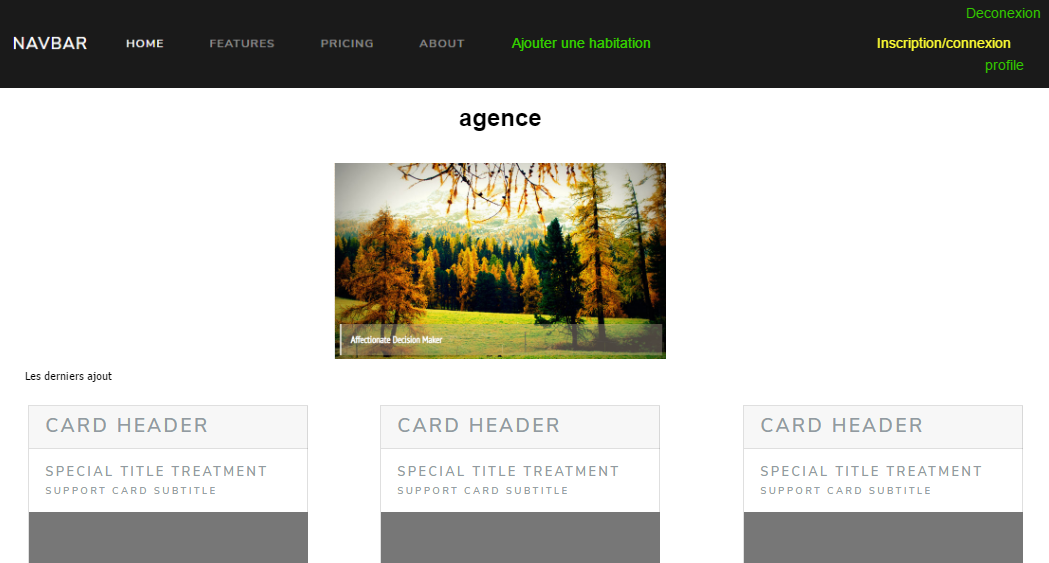 Deconexion
NAVBAR HOME FEATURES PRICING ABOUT Ajouter une habitation Inscription/connexion
profile
agence
Affectionate Decision Maker
Les derniers ajout
CARD HEADER CARD HEADER CARD HEADER
SPECIAL TITLE TREATMENT SPECIAL TITLE TREATMENT SPECIAL TITLE TREATMENT
SUPPORT CARD SUBTITLE SUPPORT CARD SUBTITLE SUPPORT CARD SUBTITLE